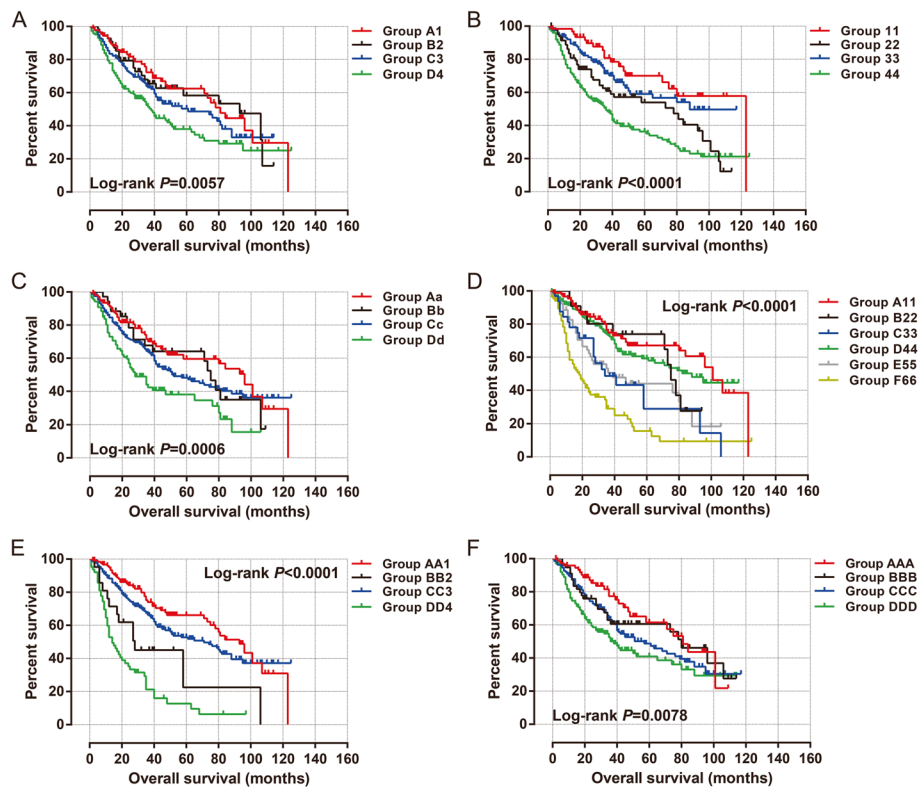 A
Percent survival
100
80
60
40
20
0
Group A1
Group B2
Group C3
Group D4
Log-rank P=0.0057
0 20 40 60 80 100 120 140 160
Overall survival (months)
B
Percent survival
100
80
60
40
20
0
Group 11
Group 22
Group 33
Group 44
Log-rank P<0.0001
0 20 40 60 80 100 120 140 160
Overall survival (months)
C
Percent survival
100
80
60
40
20
0
Group Aa
Group Bb
Group Cc
Group Dd
Log-rank P=0.0006
0 20 40 60 80 100 120 140 160
Overall survival (months)
D
Percent survival
100
80
60
40
20
0
Log-rank P<0.0001
Group A11
Group B22
Group C33
Group D44
Group E55
Group F66
0 20 40 60 80 100 120 140 160
Overall survival (months)
E
Percent survival
100
80
60
40
20
0
Log-rank P<0.0001
Group AA1
Group BB2
Group CC3
Group DD4
0 20 40 60 80 100 120 140 160
Overall survival (months)
F
Percent survival
100
80
60
40
20
0
Group AAA
Group BBB
Group CCC
Group DDD
Log-rank P=0.0078
0 20 40 60 80 100 120 140 160
Overall survival (months)